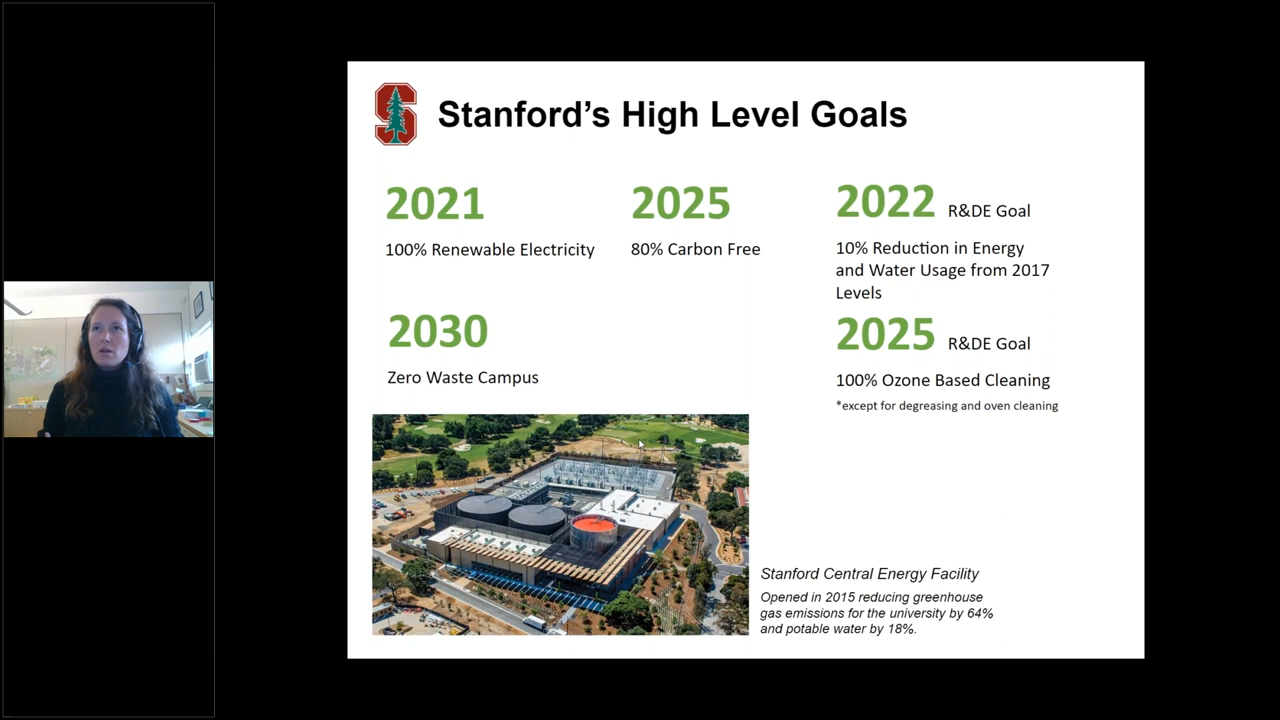 Stanford's High Level Goals
2021
100% Renewable Electricity
2025
80% Carbon Free
2022 R&DE Goal
10% Reduction in Energy
and Water Usage from 2017
Levels
2030
Zero Waste Campus
2025 R&DE Goal
100% Ozone Based Cleaning
*except for degreasing and oven cleaning
Stanford Central Energy Facility
Opened in 2015 reducing greenhouse
gas emissions for the university by 64%
and potable water by 18%.